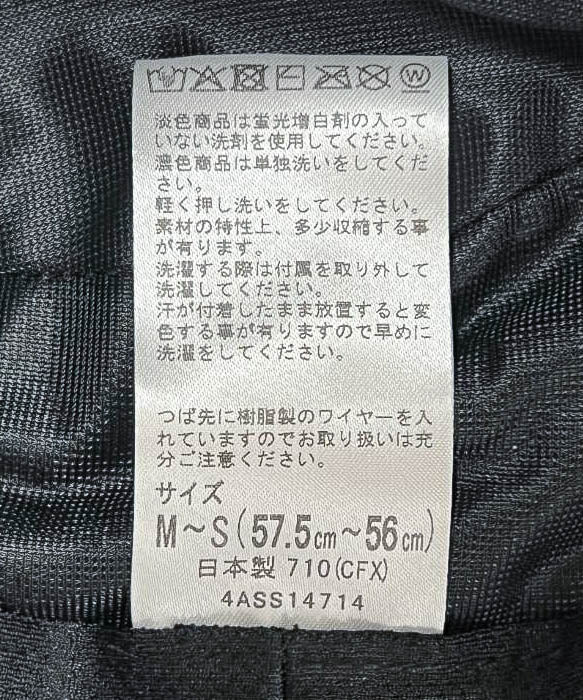 淡色商品は蛍光増白剤の入って
いない洗剤を使用してください。
濃色商品は単独洗いをしてくだ
さい。
軽く押し洗いをしてください。
素材の特性上、多少収縮する事
が有ります。
洗濯する際は付属を取り外して
洗濯してください。
汗が付着したまま放置すると変
色する事が有りますので早めに
洗濯をしてください。
つば先に樹脂製のワイヤーを入
れていますのでお取り扱いは充
分ご注意ください。
サイズ
M～S(57.5cm～56cm)
日本製 710(CFX)
4ASS14714